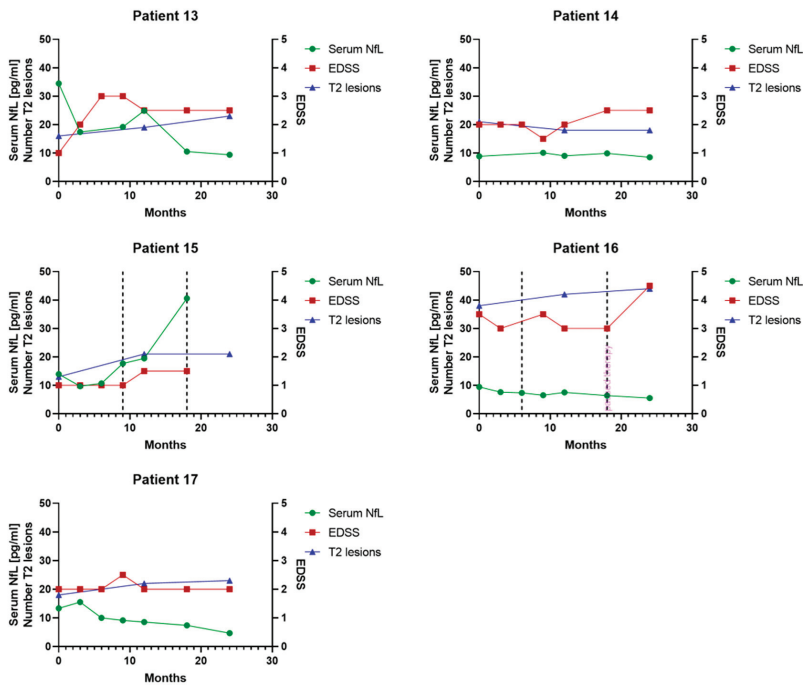 Patient 13
Serum NfL [pg/ml]
Number T2 lesions
50
40
30
20
10
0
0
10
20
30
Months
5
4
3
2
1
0
EDSS
Serum NfL
EDSS
T2 lesions
Patient 14
Serum NfL [pg/ml]
Number T2 lesions
50
40
30
20
10
0
0
10
20
30
Months
5
4
3
2
1
0
EDSS
Serum NfL
EDSS
T2 lesions
Patient 15
Serum NfL [pg/ml]
Number T2 lesions
50
40
30
20
10
0
0
10
20
30
Months
5
4
3
2
1
0
EDSS
Serum NfL
EDSS
T2 lesions
Patient 16
Serum NfL [pg/ml]
Number T2 lesions
50
40
30
20
10
0
0
10
20
30
Months
5
4
3
2
1
0
EDSS
Serum NfL
EDSS
T2 lesions
Patient 17
Serum NfL [pg/ml]
Number T2 lesions
50
40
30
20
10
0
0
10
20
30
Months
5
4
3
2
1
0
EDSS
Serum NfL
EDSS
T2 lesions